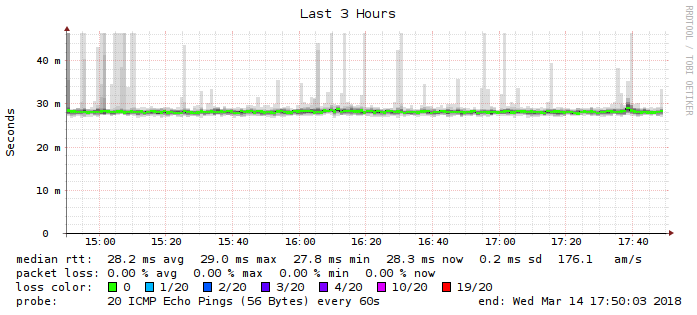 Last 3 Hours
RRDTOOL / TOBI OETIKER
Seconds
40 m
30 m
20 m
10 m
0
15:00 15:20 15:40 16:00 16:20 16:40 17:00 17:20 17:40
median rtt: 28.2 ms avg 29.0 ms max 27.8 ms min 28.3 ms now 0.2 ms sd 176.1 am/s
packet loss: 0.00 % avg 0.00 % max 0.00 % min 0.00 % now
loss color: 0 1/20 2/20 3/20 4/20 10/20 19/20
probe: 20 ICMP Echo Pings (56 Bytes) every 60s end: Wed Mar 14 17:50:03 2018